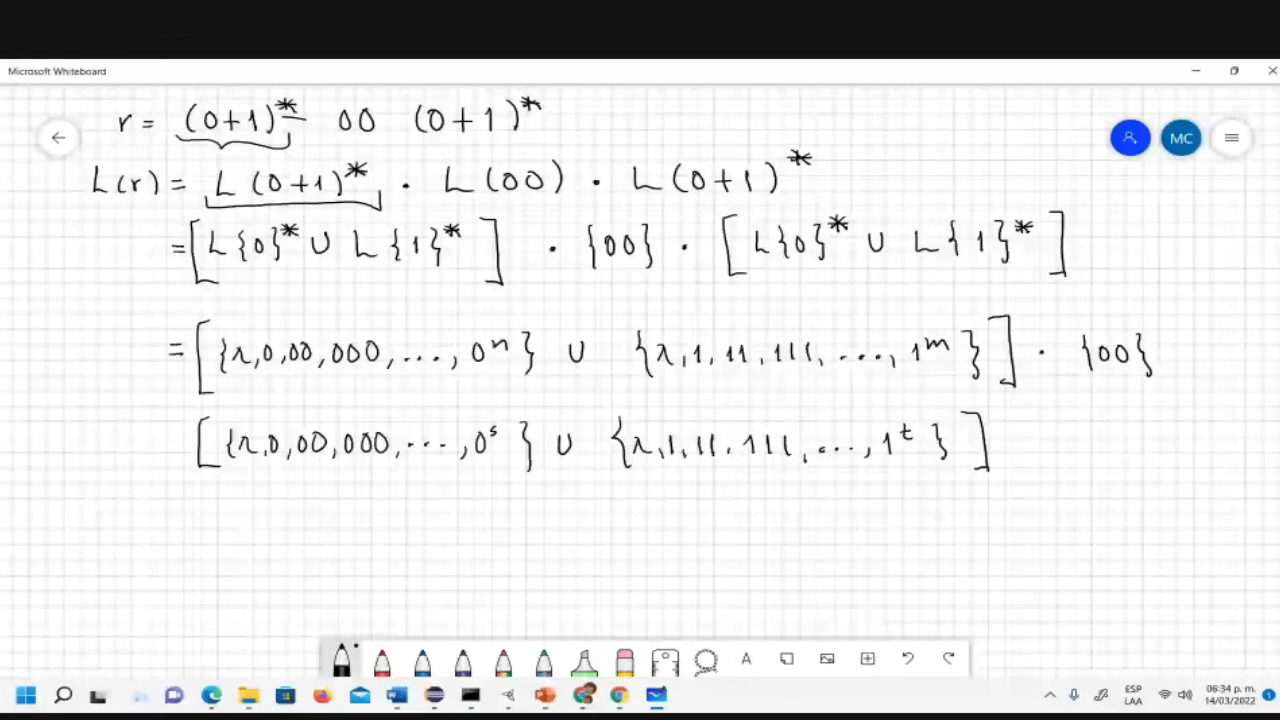 Microsoft Whiteboard
r = (0+1)* 00 (0+1)*
MC
L(r) = L(0+1)* · L(00) · L(0+1)*
= [L{0}* ∪ L{1}*] · {00} · [L{0}* ∪ L{1}*]
= [{λ,0,00,000,...,0ⁿ} ∪ {λ,1,11,111,...,1ᵐ}] · {00}
[{λ,0,00,000,...,0ˢ} ∪ {λ,1,11,111,...,1ᵗ}]
A
ESP
LAA
06:34 p. m.
14/03/2022
1